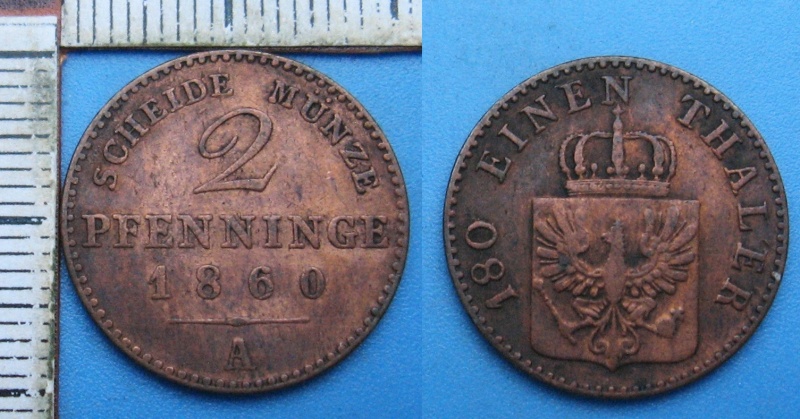 SCHEIDE MÜNZE
2
PFENNINGE
1860
A
180 EINEN THALER